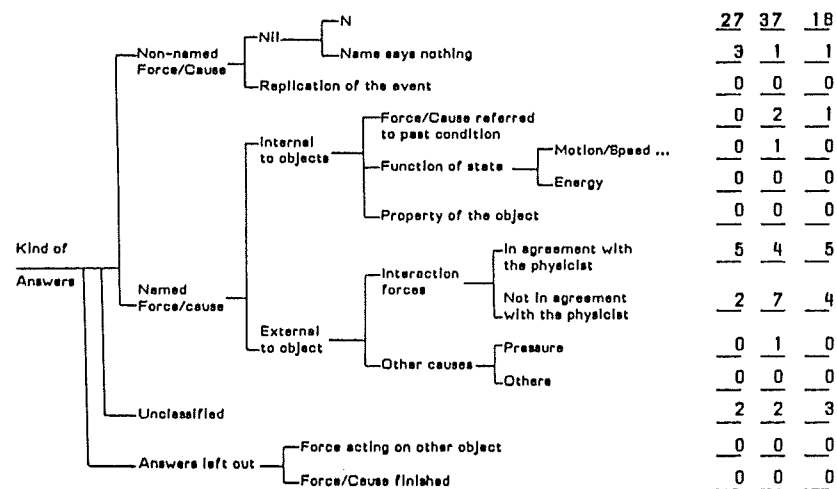 N 27 37 18
Nil
Name says nothing 3 1 1
Non-named
Force/Cause
Replication of the event 0 0 0
Force/Cause referred
to past condition 0 2 1
Internal
to objects
Function of state
Motion/Speed ... 0 1 0
Energy 0 0 0
Property of the object 0 0 0
Kind of
Answers
In agreement with
the physicist 5 4 5
Interaction
forces
Named
Force/cause
Not in agreement
with the physicist 2 7 4
External
to object
Pressure 0 1 0
Other causes
Others 0 0 0
Unclassified 2 2 3
Force acting on other object 0 0 0
Answers left out
Force/Cause finished 0 0 0